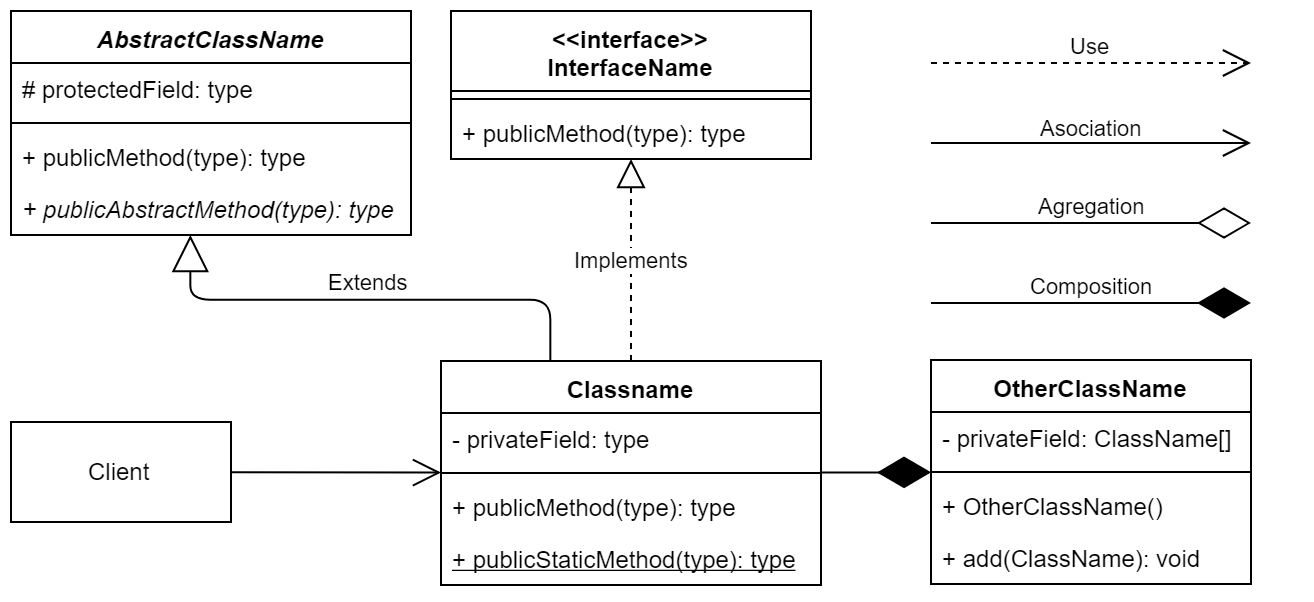 AbstractClassName
# protectedField: type
+ publicMethod(type): type
+ publicAbstractMethod(type): type
<<interface>>
InterfaceName
+ publicMethod(type): type
Use
Asociation
Agregation
Composition
Extends
Implements
Client
Classname
- privateField: type
+ publicMethod(type): type
+ publicStaticMethod(type): type
OtherClassName
- privateField: ClassName[]
+ OtherClassName()
+ add(ClassName): void